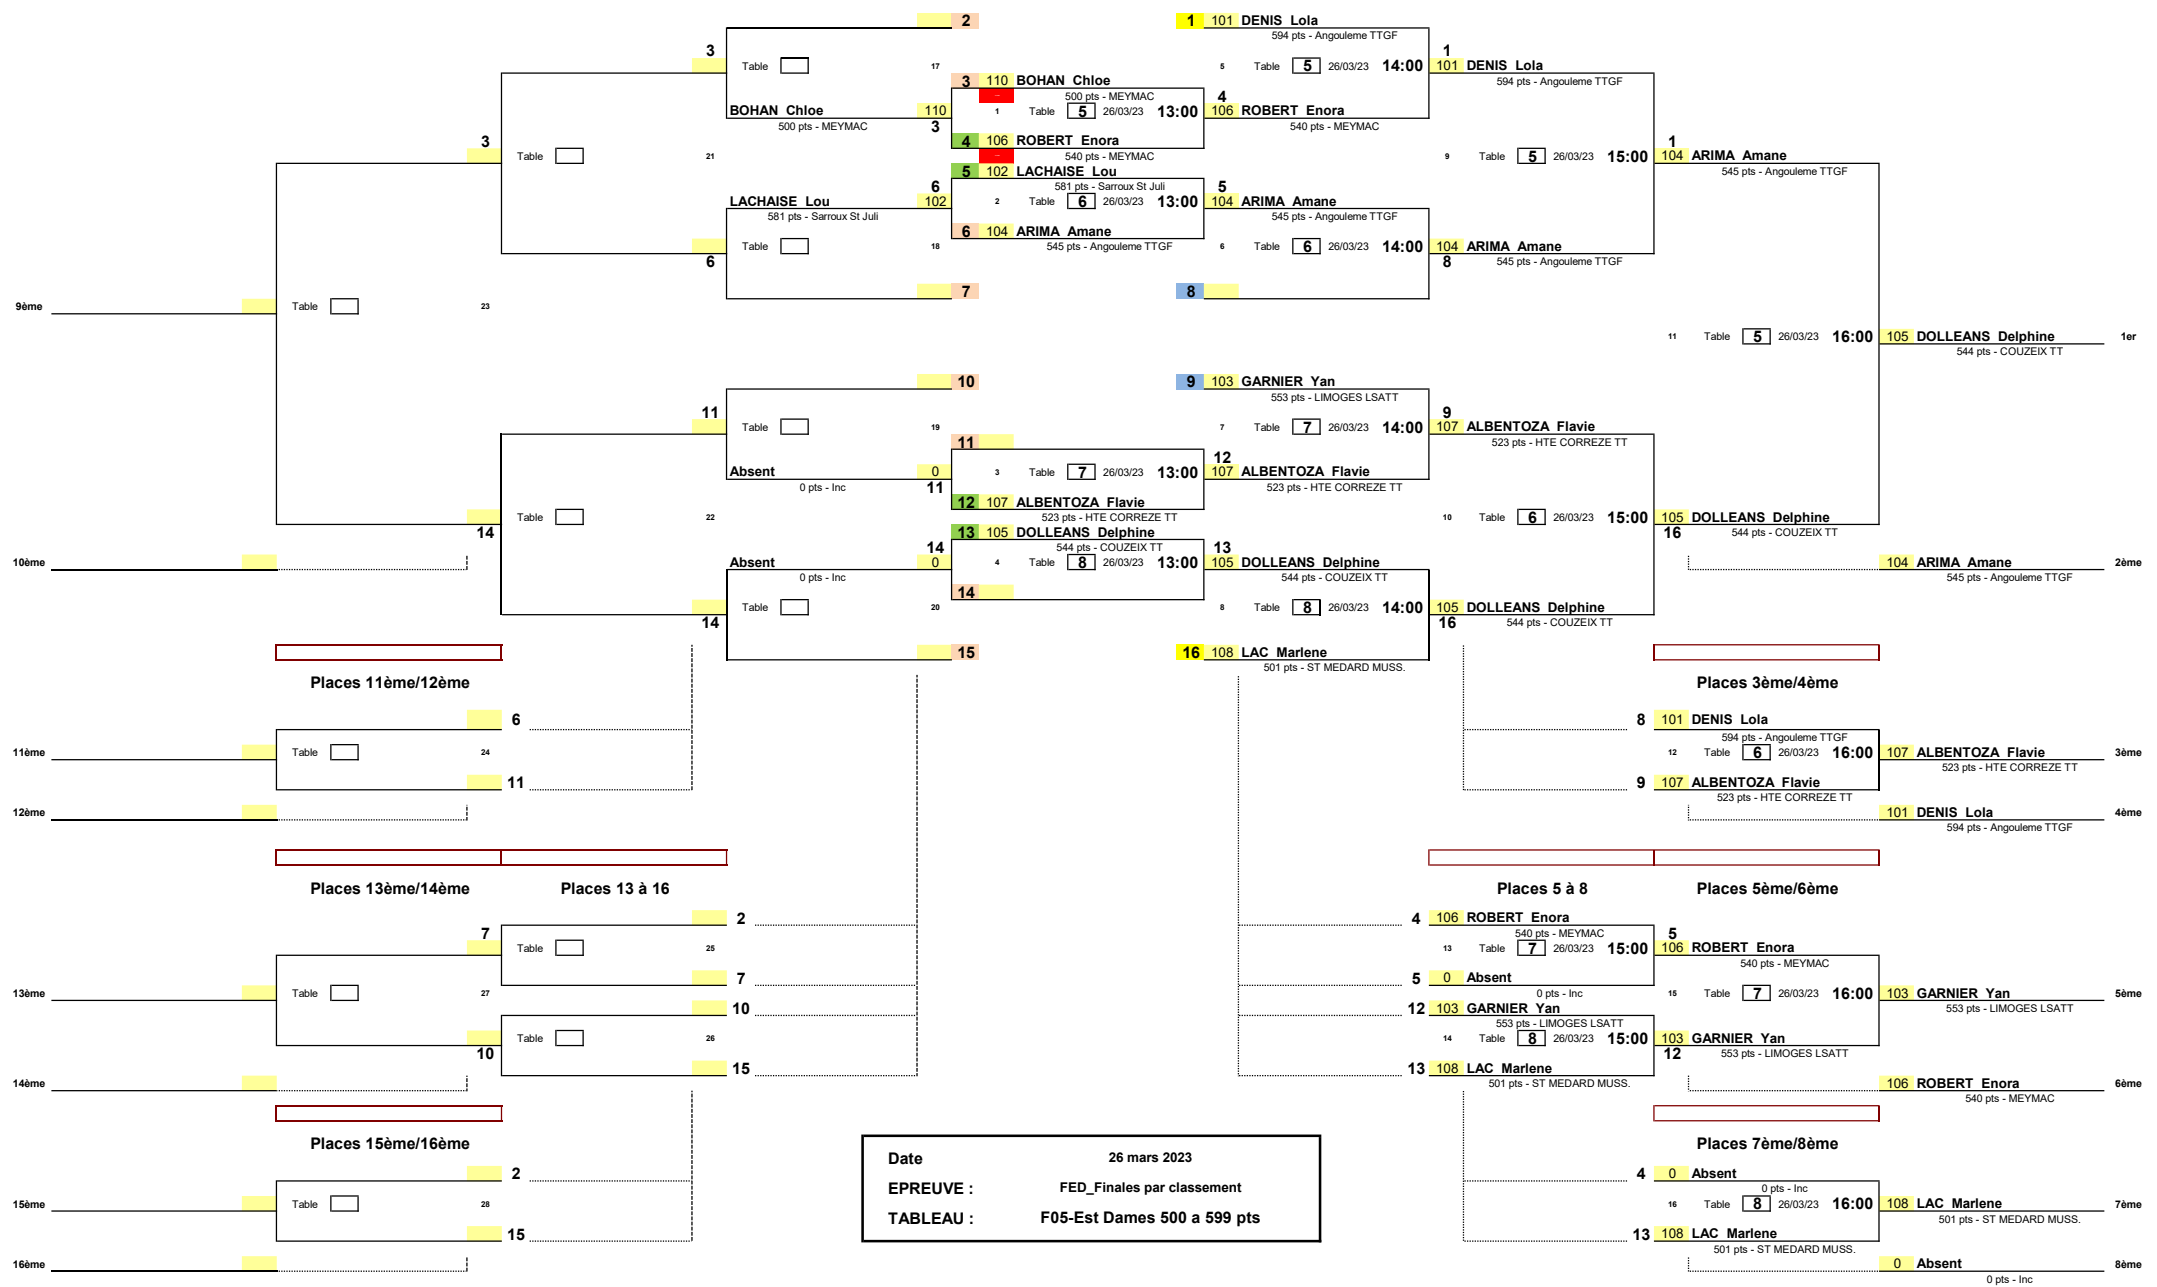 2
1 101 DENIS Lola
594 pts - Angouleme TTGF
3
1
Table 17
5 Table 5 26/03/23 14:00 101 DENIS Lola
594 pts - Angouleme TTGF
3 110 BOHAN Chloe
500 pts - MEYMAC
4
BOHAN Chloe 110
1 Table 5 26/03/23 13:00 106 ROBERT Enora
500 pts - MEYMAC
3
540 pts - MEYMAC
3
4 106 ROBERT Enora
1
Table 21
540 pts - MEYMAC
9 Table 5 26/03/23 15:00 104 ARIMA Amane
545 pts - Angouleme TTGF
5 102 LACHAISE Lou
581 pts - Sarroux St Juli
6
5
LACHAISE Lou 102
2 Table 6 26/03/23 13:00 104 ARIMA Amane
581 pts - Sarroux St Juli
545 pts - Angouleme TTGF
6 104 ARIMA Amane
545 pts - Angouleme TTGF
Table 18
6 Table 6 26/03/23 14:00 104 ARIMA Amane
6
8
545 pts - Angouleme TTGF
7
8
9ème
Table 23
11 Table 5 26/03/23 16:00 105 DOLLEANS Delphine 1er
544 pts - COUZEIX TT
10
9 103 GARNIER Yan
553 pts - LIMOGES LSATT
11
9
Table 19
7 Table 7 26/03/23 14:00 107 ALBENTOZA Flavie
523 pts - HTE CORREZE TT
11
12
Absent 0
3 Table 7 26/03/23 13:00 107 ALBENTOZA Flavie
0 pts - Inc
11
523 pts - HTE CORREZE TT
12 107 ALBENTOZA Flavie
523 pts - HTE CORREZE TT
Table 22
10 Table 6 26/03/23 15:00 105 DOLLEANS Delphine
14
16
544 pts - COUZEIX TT
13 105 DOLLEANS Delphine
544 pts - COUZEIX TT
14
13
10ème
Absent 0
4 Table 8 26/03/23 13:00 105 DOLLEANS Delphine
104 ARIMA Amane 2ème
0 pts - Inc
544 pts - COUZEIX TT
545 pts - Angouleme TTGF
14
Table 20
8 Table 8 26/03/23 14:00 105 DOLLEANS Delphine
14
16
544 pts - COUZEIX TT
15
16 108 LAC Marlene
501 pts - ST MEDARD MUSS.
Places 11ème/12ème
Places 3ème/4ème
6
8 101 DENIS Lola
594 pts - Angouleme TTGF
11ème
Table 24
12 Table 6 26/03/23 16:00 107 ALBENTOZA Flavie 3ème
523 pts - HTE CORREZE TT
11
9 107 ALBENTOZA Flavie
523 pts - HTE CORREZE TT
12ème
101 DENIS Lola 4ème
594 pts - Angouleme TTGF
Places 13ème/14ème Places 13 à 16
Places 5 à 8 Places 5ème/6ème
2
4 106 ROBERT Enora
540 pts - MEYMAC
7
5
Table 25
13 Table 7 26/03/23 15:00 106 ROBERT Enora
540 pts - MEYMAC
7
5 0 Absent
0 pts - Inc
13ème
Table 27
15 Table 7 26/03/23 16:00 103 GARNIER Yan 5ème
553 pts - LIMOGES LSATT
10
12 103 GARNIER Yan
553 pts - LIMOGES LSATT
Table 26
14 Table 8 26/03/23 15:00 103 GARNIER Yan
10
12
553 pts - LIMOGES LSATT
15
13 108 LAC Marlene
501 pts - ST MEDARD MUSS.
14ème
106 ROBERT Enora 6ème
540 pts - MEYMAC
Places 15ème/16ème
Places 7ème/8ème
Date 26 mars 2023
EPREUVE : FED_Finales par classement
TABLEAU : F05-Est Dames 500 a 599 pts
2
4 0 Absent
0 pts - Inc
15ème
Table 28
16 Table 8 26/03/23 16:00 108 LAC Marlene 7ème
501 pts - ST MEDARD MUSS.
15
13 108 LAC Marlene
501 pts - ST MEDARD MUSS.
16ème
0 Absent 8ème
0 pts - Inc